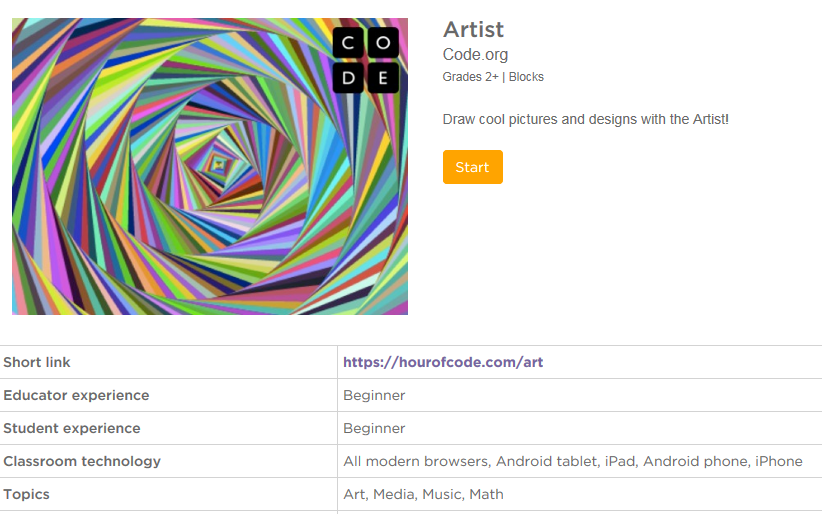 C O
D E
Artist
Code.org
Grades 2+ | Blocks
Draw cool pictures and designs with the Artist!
Start
Short link https://hourofcode.com/art
Educator experience Beginner
Student experience Beginner
Classroom technology All modern browsers, Android tablet, iPad, Android phone, iPhone
Topics Art, Media, Music, Math